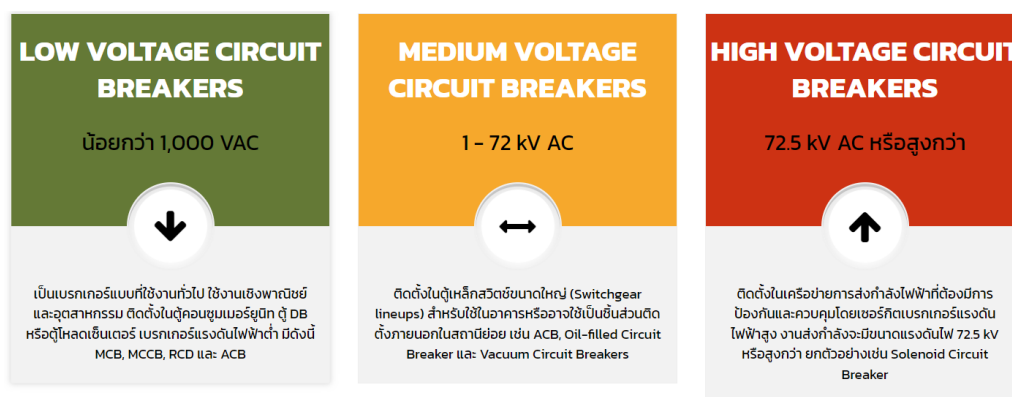 LOW VOLTAGE CIRCUIT
BREAKERS
น้อยกว่า 1,000 VAC
เป็นเบรกเกอร์แบบที่ใช้งานทั่วไป ใช้งานเชิงพาณิชย์
และอุตสาหกรรม ติดตั้งในตู้คอนซูมเมอร์ยูนิท ตู้ DB
หรือตู้โหลดเซ็นเตอร์ เบรกเกอร์แรงดันไฟฟ้าต่ำ มีดังนี้
MCB, MCCB, RCD และ ACB
MEDIUM VOLTAGE
CIRCUIT BREAKERS
1 – 72 kV AC
ติดตั้งในตู้เหล็กสวิตช์ขนาดใหญ่ (Switchgear
lineups) สำหรับใช้ในอาคารหรืออาจใช้เป็นชิ้นส่วนติด
ตั้งภายนอกในสถานีย่อย เช่น ACB, Oil-filled Circuit
Breaker และ Vacuum Circuit Breakers
HIGH VOLTAGE CIRCUIT
BREAKERS
72.5 kV AC หรือสูงกว่า
ติดตั้งในเครือข่ายการส่งกำลังไฟฟ้าที่ต้องมีการ
ป้องกันและควบคุมโดยเซอร์กิตเบรกเกอร์แรงดัน
ไฟฟ้าสูง งานส่งกำลังจะมีขนาดแรงดันไฟ 72.5 kV
หรือสูงกว่า ยกตัวอย่างเช่น Solenoid Circuit
Breaker